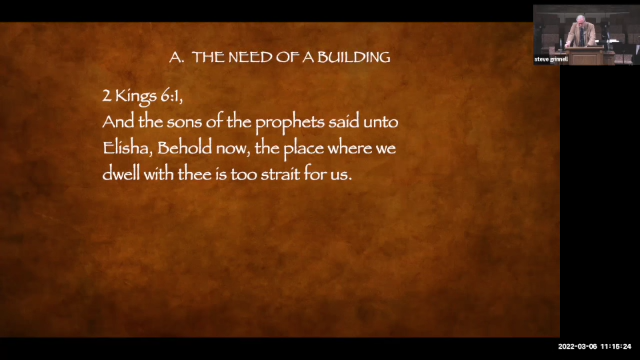 A. THE NEED OF A BUILDING
2 Kings 6:1,
And the sons of the prophets said unto
Elisha, Behold now, the place where we
dwell with thee is too strait for us.
steve grinnell
2022-03-06 11:15:24